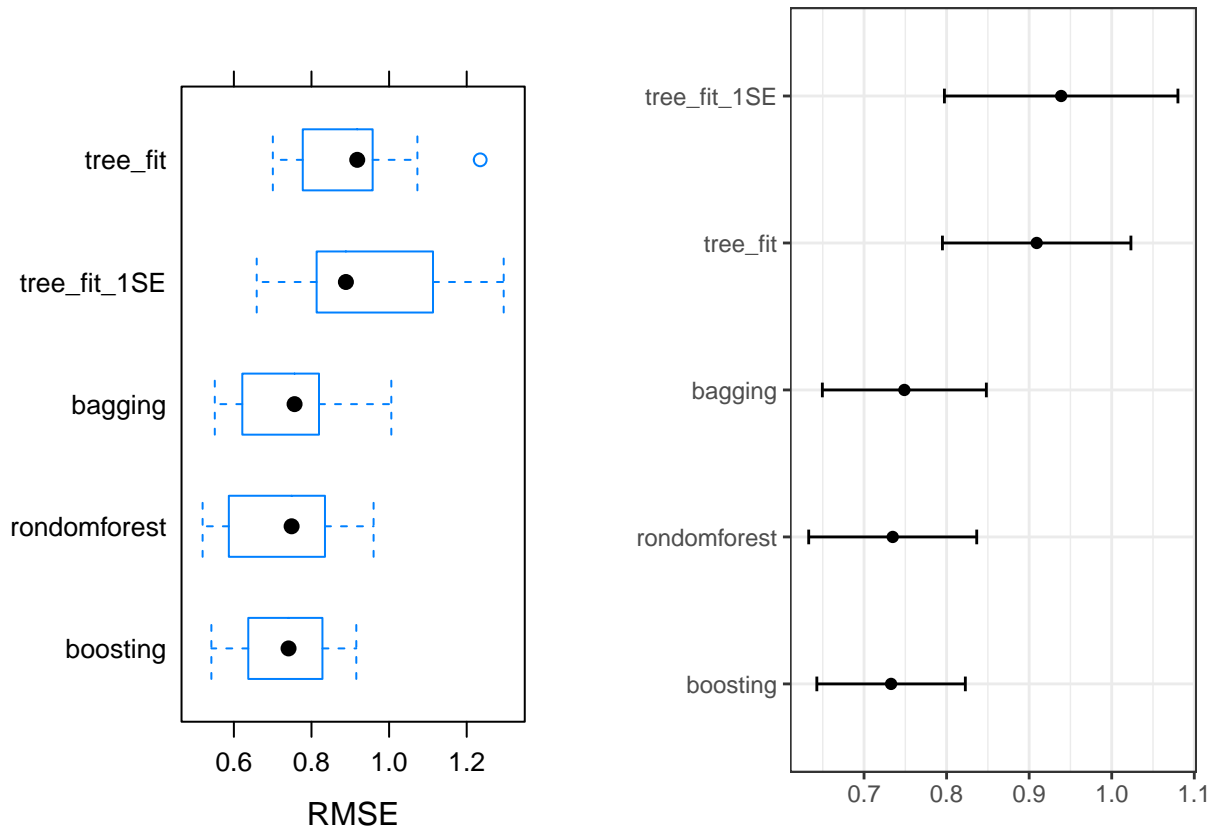 tree_fit
tree_fit_1SE
bagging
rondomforest
boosting
0.6 0.8 1.0 1.2
RMSE
tree_fit_1SE
tree_fit
bagging
rondomforest
boosting
0.7 0.8 0.9 1.0 1.1